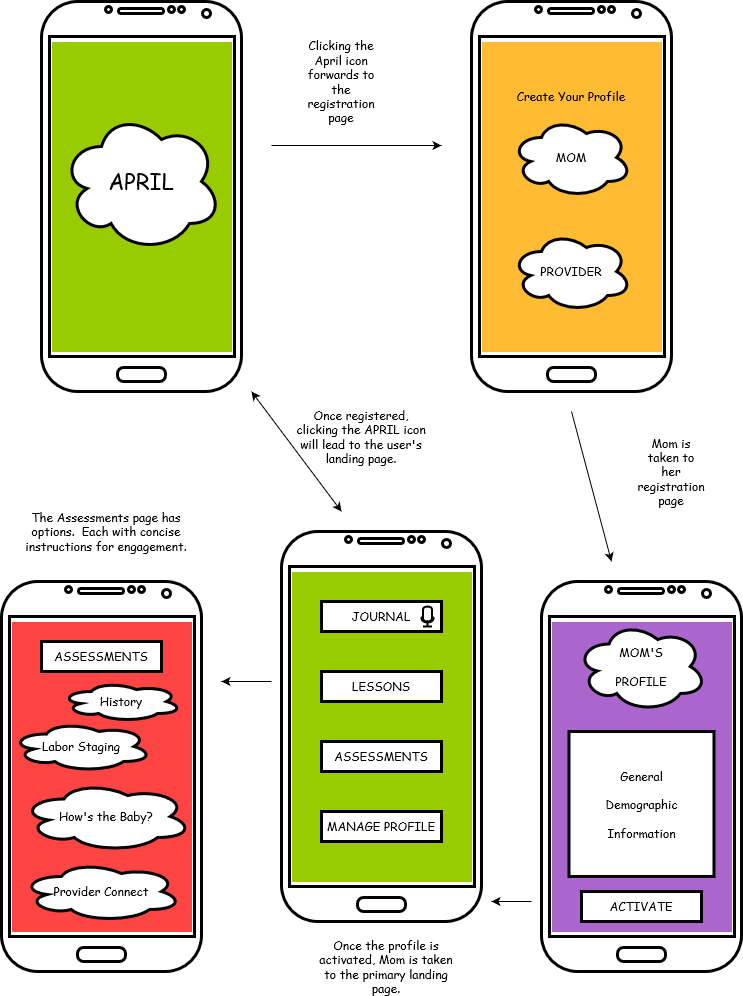 APRIL
Clicking the
April icon
forwards to
the
registration
page
Create Your Profile
MOM
PROVIDER
Once registered,
clicking the APRIL icon
will lead to the user's
landing page.
Mom is
taken to
her
registration
page
The Assessments page has
options.  Each with concise
instructions for engagement.
ASSESSMENTS
History
Labor Staging
How's the Baby?
Provider Connect
JOURNAL
LESSONS
ASSESSMENTS
MANAGE PROFILE
MOM'S
PROFILE
General
Demographic
Information
ACTIVATE
Once the profile is
activated, Mom is taken
to the primary landing
page.